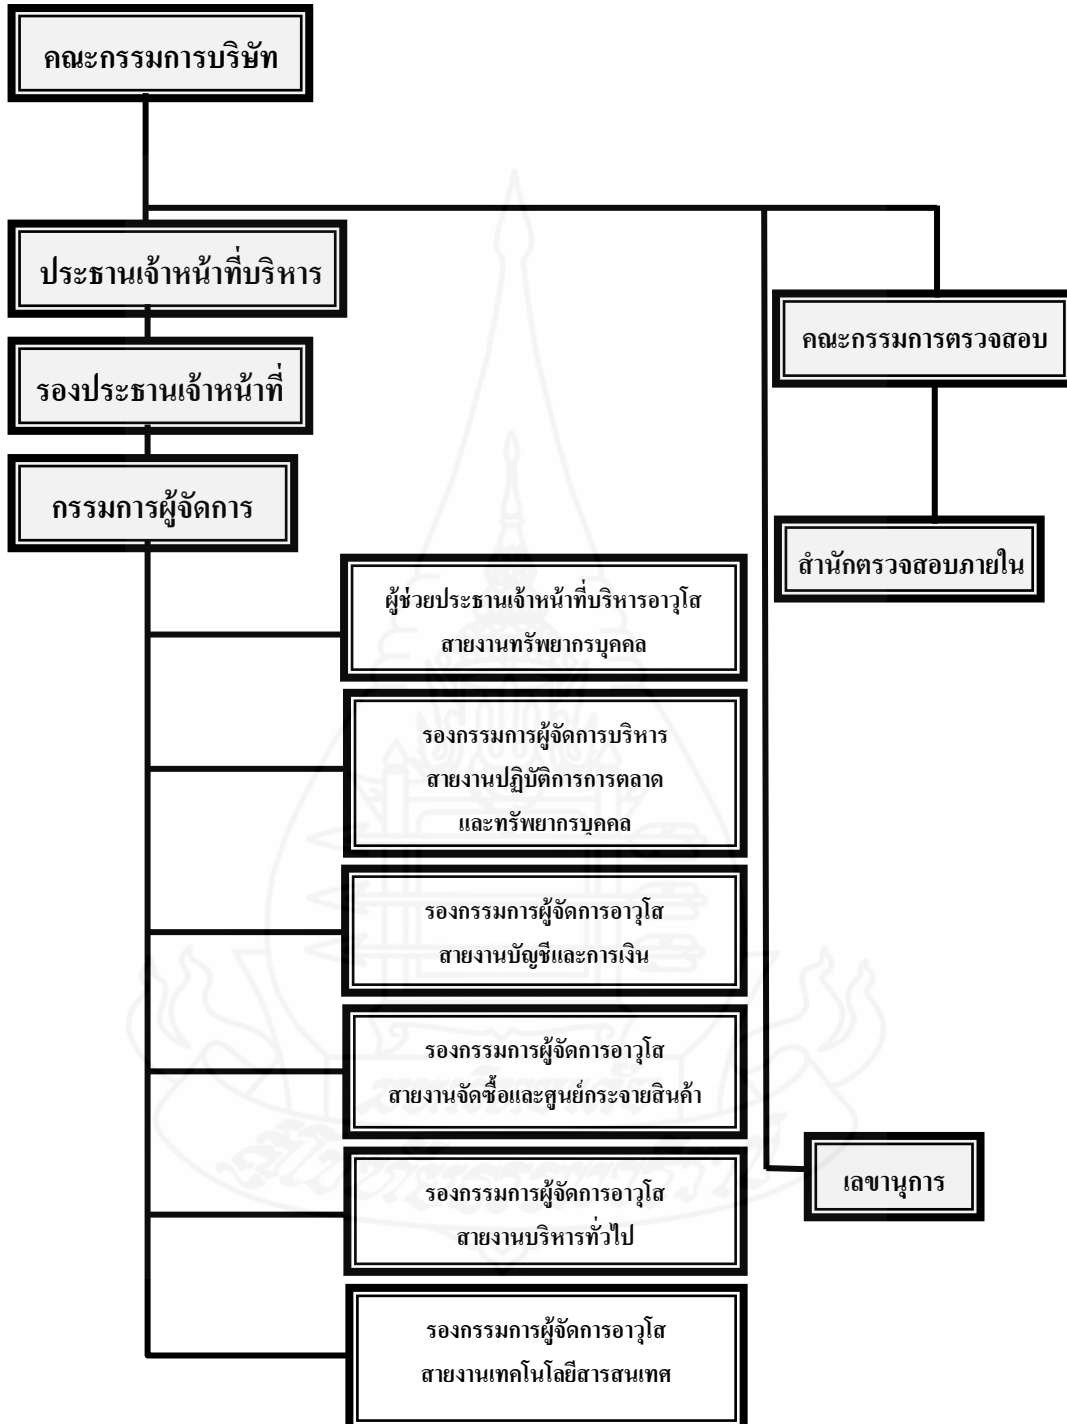 คณะกรรมการบริษัท
ประธานเจ้าหน้าที่บริหาร
คณะกรรมการตรวจสอบ
รองประธานเจ้าหน้าที่
กรรมการผู้จัดการ
สำนักตรวจสอบภายใน
ผู้ช่วยประธานเจ้าหน้าที่บริหารอาวุโส
สายงานทรัพยากรบุคคล
รองกรรมการผู้จัดการบริหาร
สายงานปฏิบัติการการตลาด
และทรัพยากรบุคคล
รองกรรมการผู้จัดการอาวุโส
สายงานบัญชีและการเงิน
รองกรรมการผู้จัดการอาวุโส
สายงานจัดซื้อและศูนย์กระจายสินค้า
เลขานุการ
รองกรรมการผู้จัดการอาวุโส
สายงานบริหารทั่วไป
รองกรรมการผู้จัดการอาวุโส
สายงานเทคโนโลยีสารสนเทศ